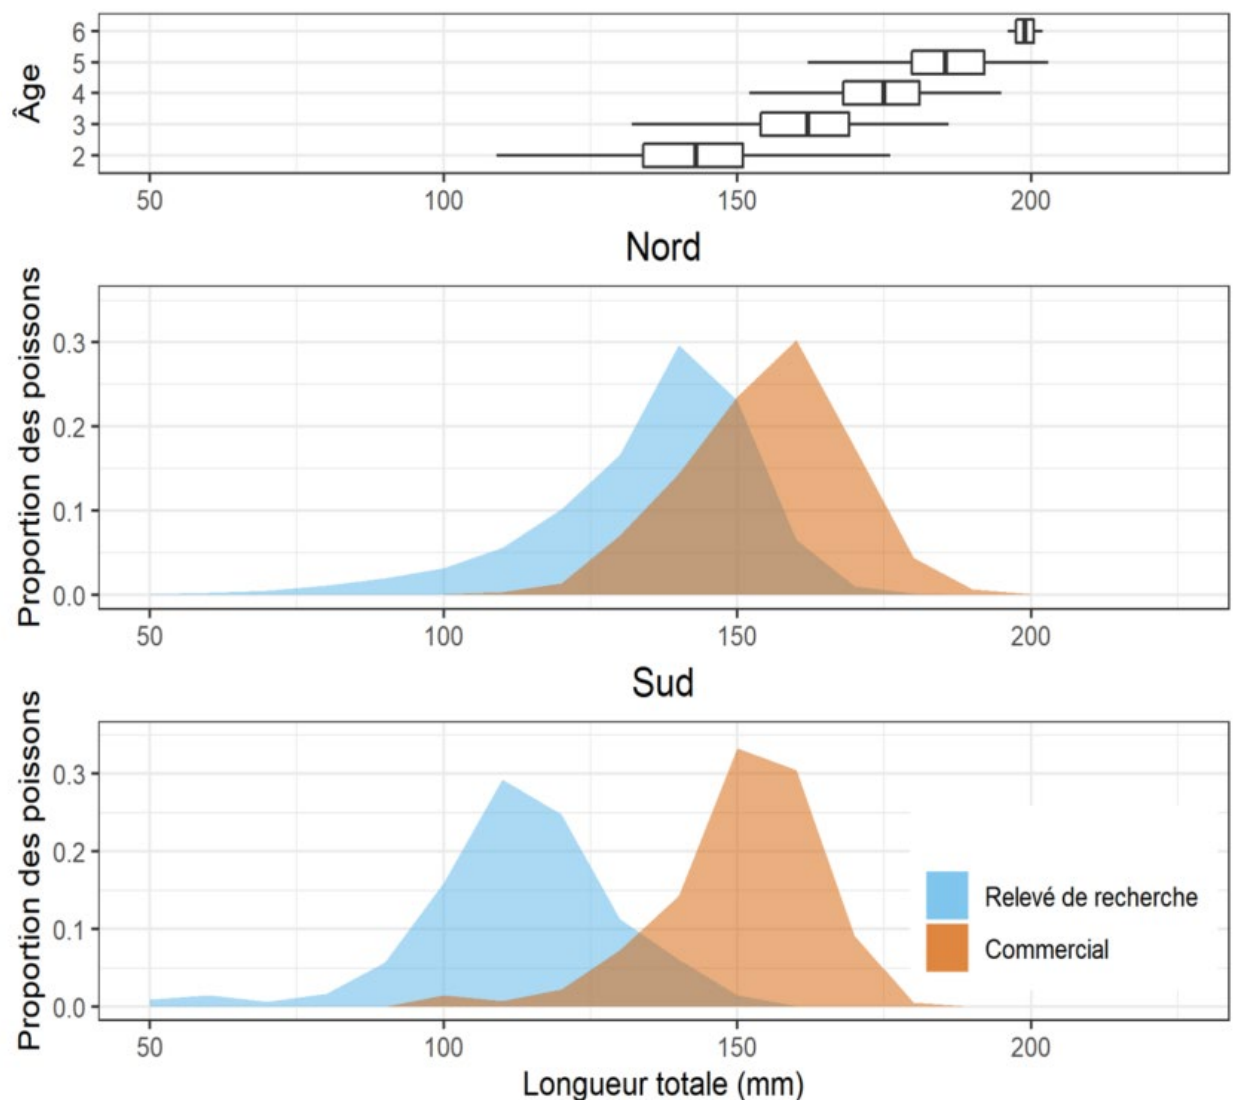 Âge
6
5
4
3
2
50 100 150 200
Nord
Proportion des poissons
0.3
0.2
0.1
0.0
50 100 150 200
Sud
Proportion des poissons
0.3
0.2
0.1
0.0
Relevé de recherche
Commercial
50 100 150 200
Longueur totale (mm)